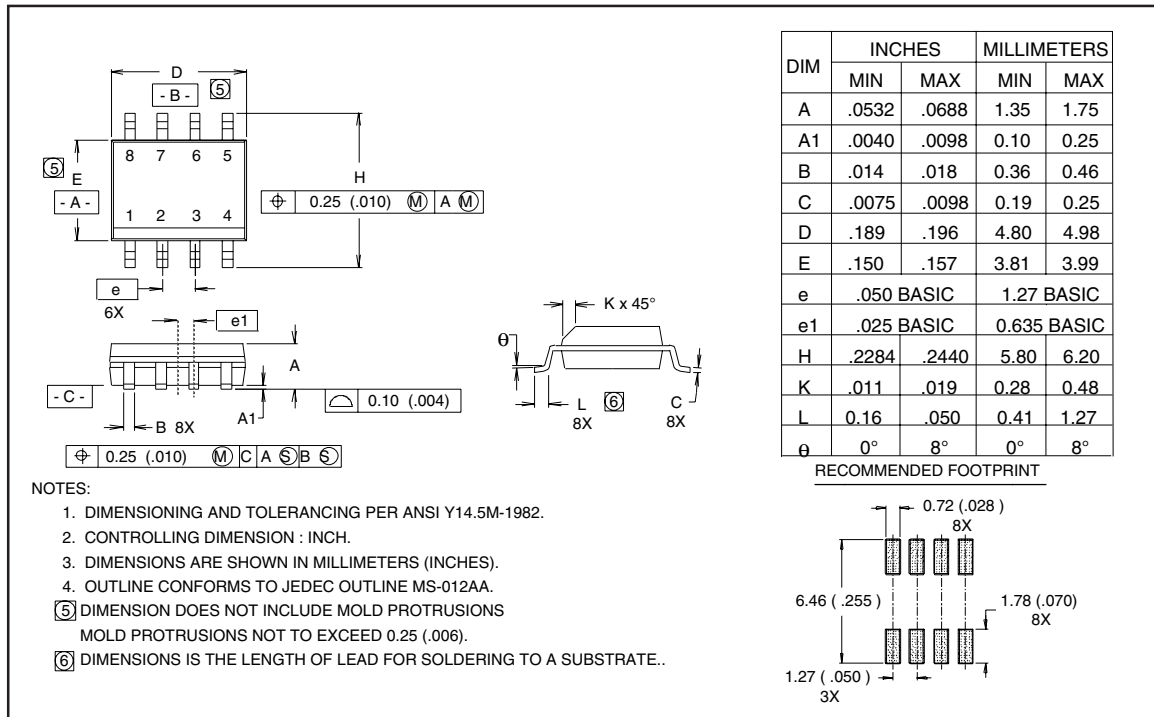 D
- B -
5
8 7 6 5
5
E
- A -
H
⌖ 0.25 (.010) Ⓜ A Ⓜ
1 2 3 4
e
6X
e1
θ
K x 45°
A
- C -
A1
⌓ 0.10 (.004)
L
8X
6
C
8X
B 8X
⌖ 0.25 (.010) Ⓜ C A Ⓢ B Ⓢ
DIM INCHES MILLIMETERS
MIN MAX MIN MAX
A .0532 .0688 1.35 1.75
A1 .0040 .0098 0.10 0.25
B .014 .018 0.36 0.46
C .0075 .0098 0.19 0.25
D .189 .196 4.80 4.98
E .150 .157 3.81 3.99
e .050 BASIC 1.27 BASIC
e1 .025 BASIC 0.635 BASIC
H .2284 .2440 5.80 6.20
K .011 .019 0.28 0.48
L 0.16 .050 0.41 1.27
θ 0° 8° 0° 8°
NOTES:
1. DIMENSIONING AND TOLERANCING PER ANSI Y14.5M-1982.
2. CONTROLLING DIMENSION : INCH.
3. DIMENSIONS ARE SHOWN IN MILLIMETERS (INCHES).
4. OUTLINE CONFORMS TO JEDEC OUTLINE MS-012AA.
5 DIMENSION DOES NOT INCLUDE MOLD PROTRUSIONS
MOLD PROTRUSIONS NOT TO EXCEED 0.25 (.006).
6 DIMENSIONS IS THE LENGTH OF LEAD FOR SOLDERING TO A SUBSTRATE..
RECOMMENDED FOOTPRINT
0.72 (.028 )
8X
6.46 ( .255 )
1.78 (.070)
8X
1.27 ( .050 )
3X